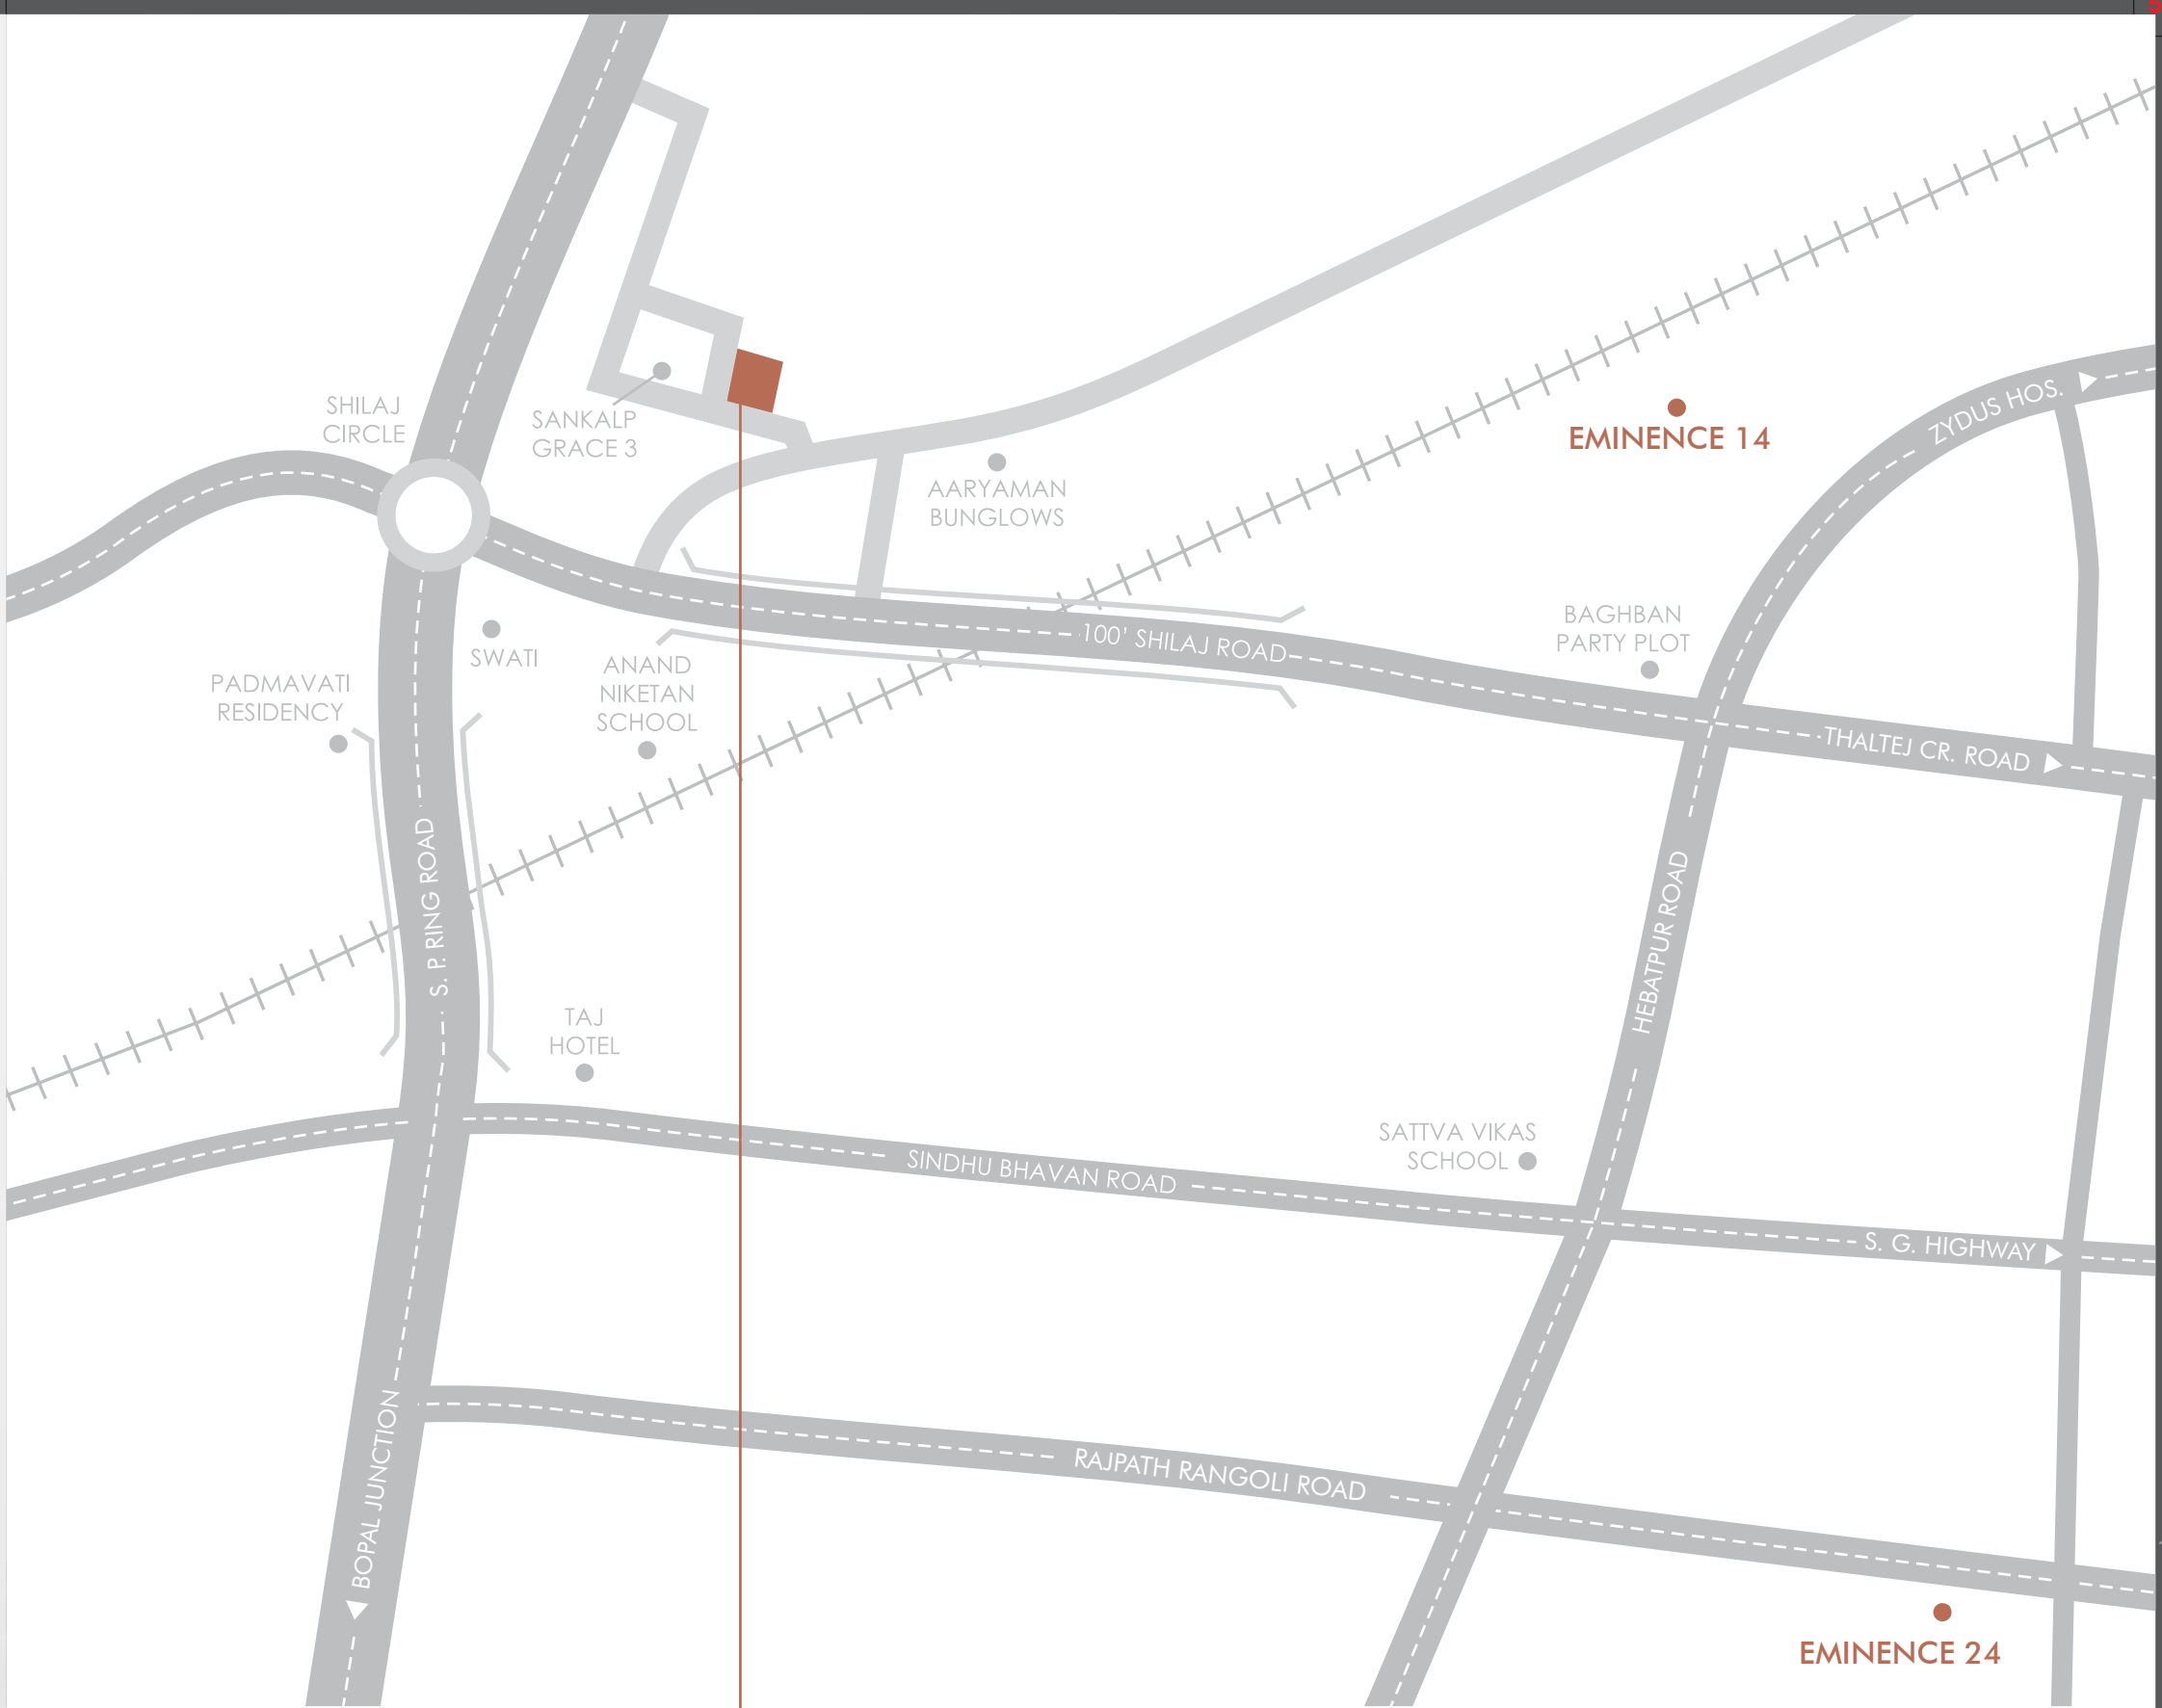 SHILAJ
CIRCLE
SANKALP
GRACE 3
EMINENCE 14
ZYDUS HOS.
AARYAMAN
BUNGLOWS
100' SHILAJ ROAD
BAGHBAN
PARTY PLOT
SWATI
PADMAVATI
RESIDENCY
ANAND
NIKETAN
SCHOOL
THALTEJ CR. ROAD
S. P. RING ROAD
HEBATPUR ROAD
TAJ
HOTEL
SATTVA VIKAS
SCHOOL
SINDHU BHAVAN ROAD
S. G. HIGHWAY
BOPAL JUNCTION
RAJPATH RANGOLI ROAD
EMINENCE 24